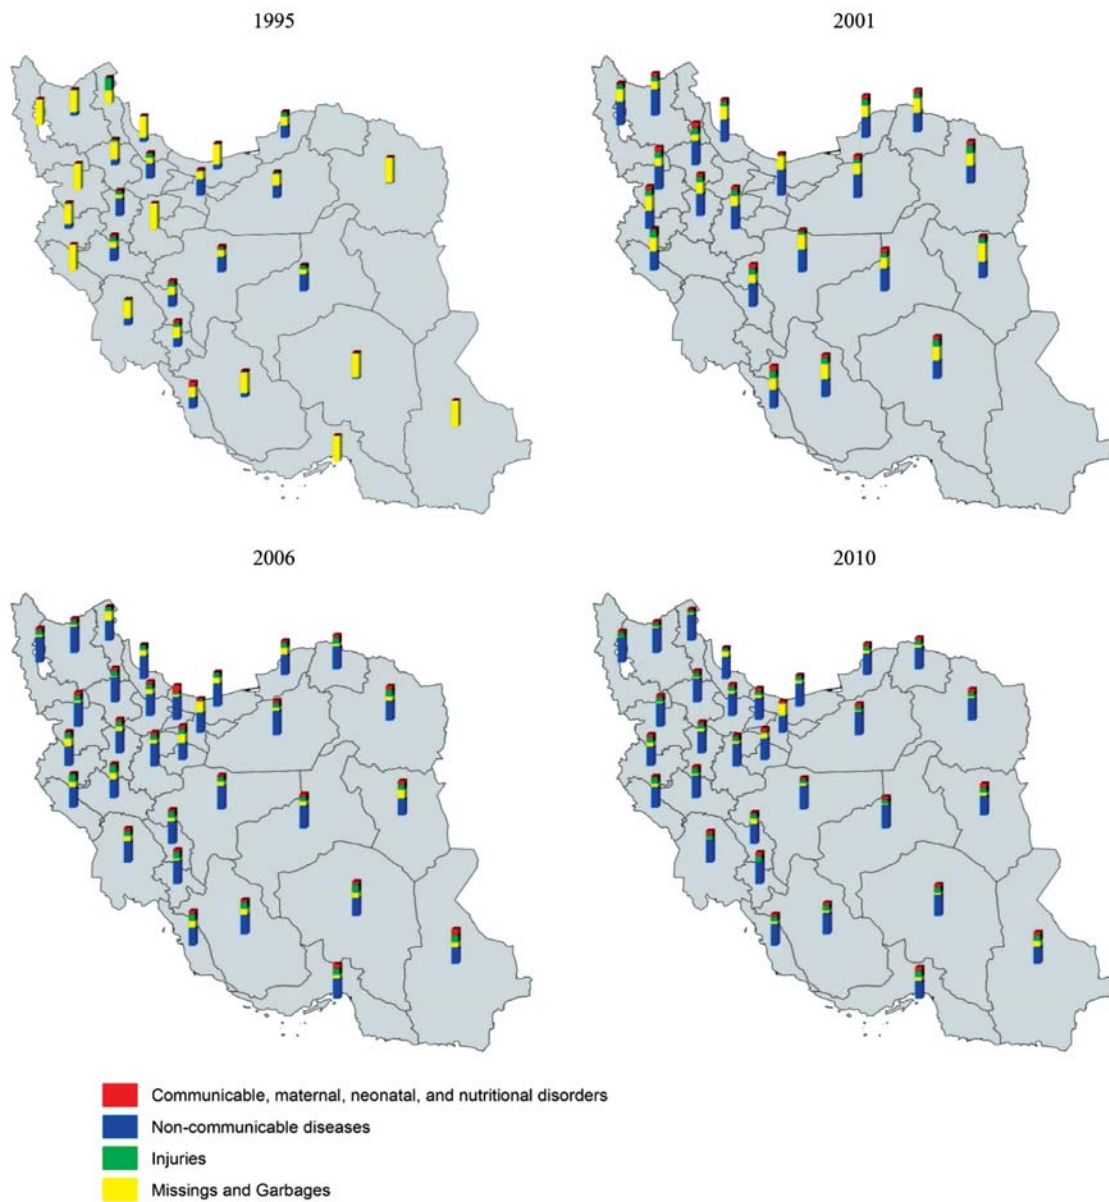 1995
2001
2006
2010
Communicable, maternal, neonatal, and nutritional disorders
Non-communicable diseases
Injuries
Missings and Garbages